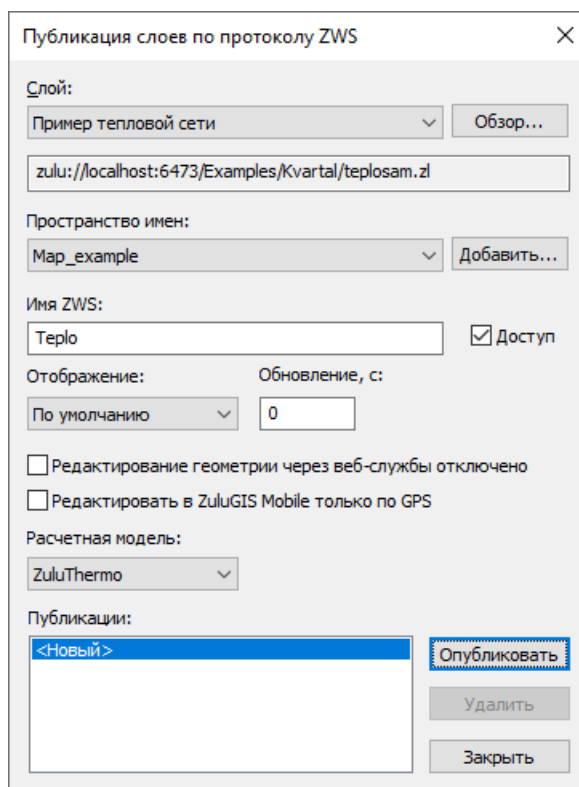 Публикация слоев по протоколу ZWS
Слой:
Пример тепловой сети
Обзор...
zulu://localhost:6473/Examples/Kvartal/teplosam.zl
Пространство имен:
Map_example
Добавить...
Имя ZWS:
Teplo
Доступ
Отображение:
Обновление, с:
По умолчанию
0
Редактирование геометрии через веб-службы отключено
Редактировать в ZuluGIS Mobile только по GPS
Расчетная модель:
ZuluThermo
Публикации:
<Новый>
Опубликовать
Удалить
Закрыть